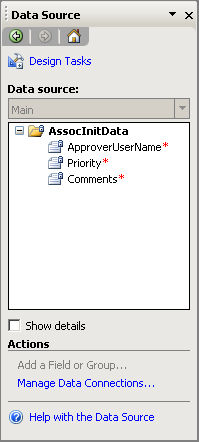 Data Source
Design Tasks
Data source:
Main
AssocInitData
ApproverUserName*
Priority*
Comments*
Show details
Actions
Add a Field or Group...
Manage Data Connections...
Help with the Data Source